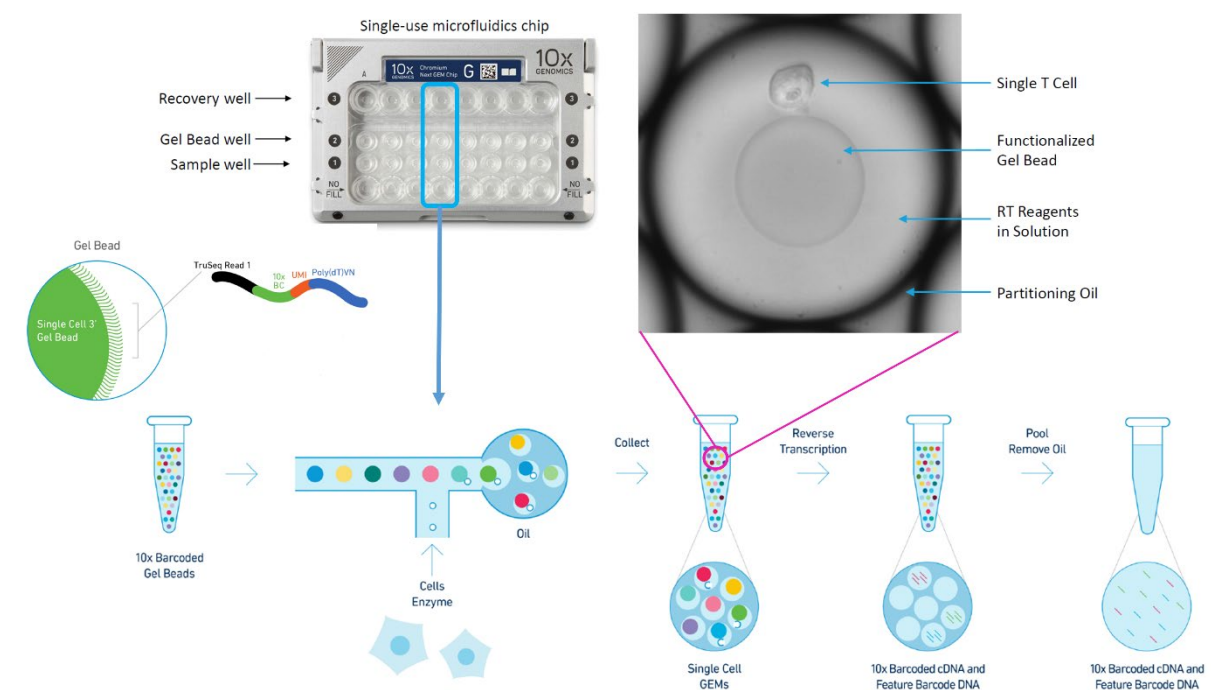 Single-use microfluidics chip
Recovery well
Gel Bead well
Sample well
A
10x
GENOMICS
Chromium
Next GEM Chip
G
10x
GENOMICS
3
3
2
2
1
1
NO
FILL
NO
FILL
Single T Cell
Functionalized
Gel Bead
RT Reagents
in Solution
Partitioning Oil
Gel Bead
TruSeq Read 1
10x
BC
UMI
Poly(dT)VN
Single Cell 3'
Gel Bead
10x Barcoded
Gel Beads
Oil
Cells
Enzyme
Collect
Single Cell
GEMs
Reverse
Transcription
10x Barcoded cDNA and
Feature Barcode DNA
Pool
Remove Oil
10x Barcoded cDNA and
Feature Barcode DNA